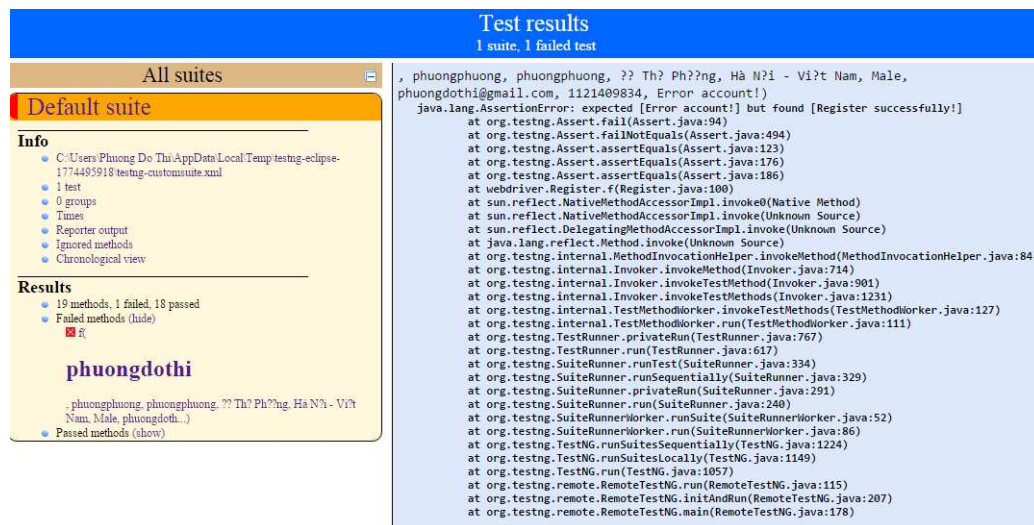 Test results
1 suite, 1 failed test
All suites
Default suite
Info
C:\Users\Phuong Do Thi\AppData\Local\Temp\testng-eclipse-
1774495918\testng-customsuite.xml
1 test
0 groups
Times
Reporter output
Ignored methods
Chronological view
Results
19 methods, 1 failed, 18 passed
Failed methods (hide)
f(
phuongdothi
, phuongphuong, phuongphuong, ?? Th? Ph??ng, Hà N?i - Vi?t
Nam, Male, phuongdoth...)
Passed methods (show)
, phuongphuong, phuongphuong, ?? Th? Ph??ng, Hà N?i - Vi?t Nam, Male,
phuongdothi@gmail.com, 1121409834, Error account!)
java.lang.AssertionError: expected [Error account!] but found [Register successfully!]
at org.testng.Assert.fail(Assert.java:94)
at org.testng.Assert.failNotEquals(Assert.java:494)
at org.testng.Assert.assertEquals(Assert.java:123)
at org.testng.Assert.assertEquals(Assert.java:176)
at org.testng.Assert.assertEquals(Assert.java:186)
at webdriver.Register.f(Register.java:100)
at sun.reflect.NativeMethodAccessorImpl.invoke0(Native Method)
at sun.reflect.NativeMethodAccessorImpl.invoke(Unknown Source)
at sun.reflect.DelegatingMethodAccessorImpl.invoke(Unknown Source)
at java.lang.reflect.Method.invoke(Unknown Source)
at org.testng.internal.MethodInvocationHelper.invokeMethod(MethodInvocationHelper.java:84
at org.testng.internal.Invoker.invokeMethod(Invoker.java:714)
at org.testng.internal.Invoker.invokeTestMethod(Invoker.java:901)
at org.testng.internal.Invoker.invokeTestMethods(Invoker.java:1231)
at org.testng.internal.TestMethodWorker.invokeTestMethods(TestMethodWorker.java:127)
at org.testng.internal.TestMethodWorker.run(TestMethodWorker.java:111)
at org.testng.TestRunner.privateRun(TestRunner.java:767)
at org.testng.TestRunner.run(TestRunner.java:617)
at org.testng.SuiteRunner.runTest(SuiteRunner.java:334)
at org.testng.SuiteRunner.runSequentially(SuiteRunner.java:329)
at org.testng.SuiteRunner.privateRun(SuiteRunner.java:291)
at org.testng.SuiteRunner.run(SuiteRunner.java:240)
at org.testng.SuiteRunnerWorker.runSuite(SuiteRunnerWorker.java:52)
at org.testng.SuiteRunnerWorker.run(SuiteRunnerWorker.java:86)
at org.testng.TestNG.runSuitesSequentially(TestNG.java:1224)
at org.testng.TestNG.runSuitesLocally(TestNG.java:1149)
at org.testng.TestNG.run(TestNG.java:1057)
at org.testng.remote.RemoteTestNG.run(RemoteTestNG.java:115)
at org.testng.remote.RemoteTestNG.initAndRun(RemoteTestNG.java:207)
at org.testng.remote.RemoteTestNG.main(RemoteTestNG.java:178)